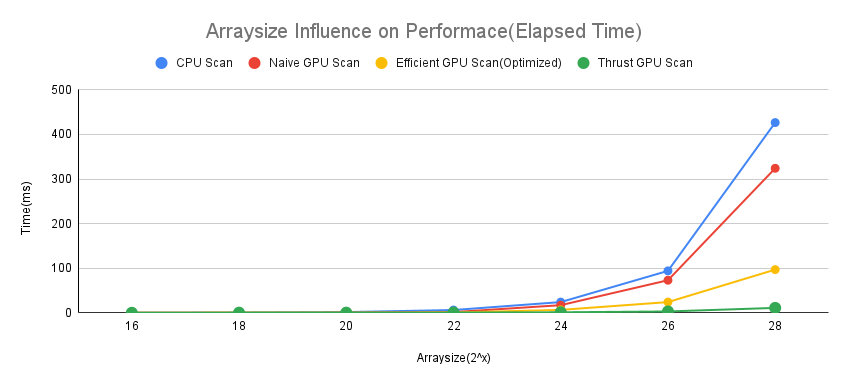 Arraysize Influence on Performace(Elapsed Time)
CPU Scan Naive GPU Scan Efficient GPU Scan(Optimized) Thrust GPU Scan
500
400
300
200
100
0
Time(ms)
16 18 20 22 24 26 28
Arraysize(2^x)